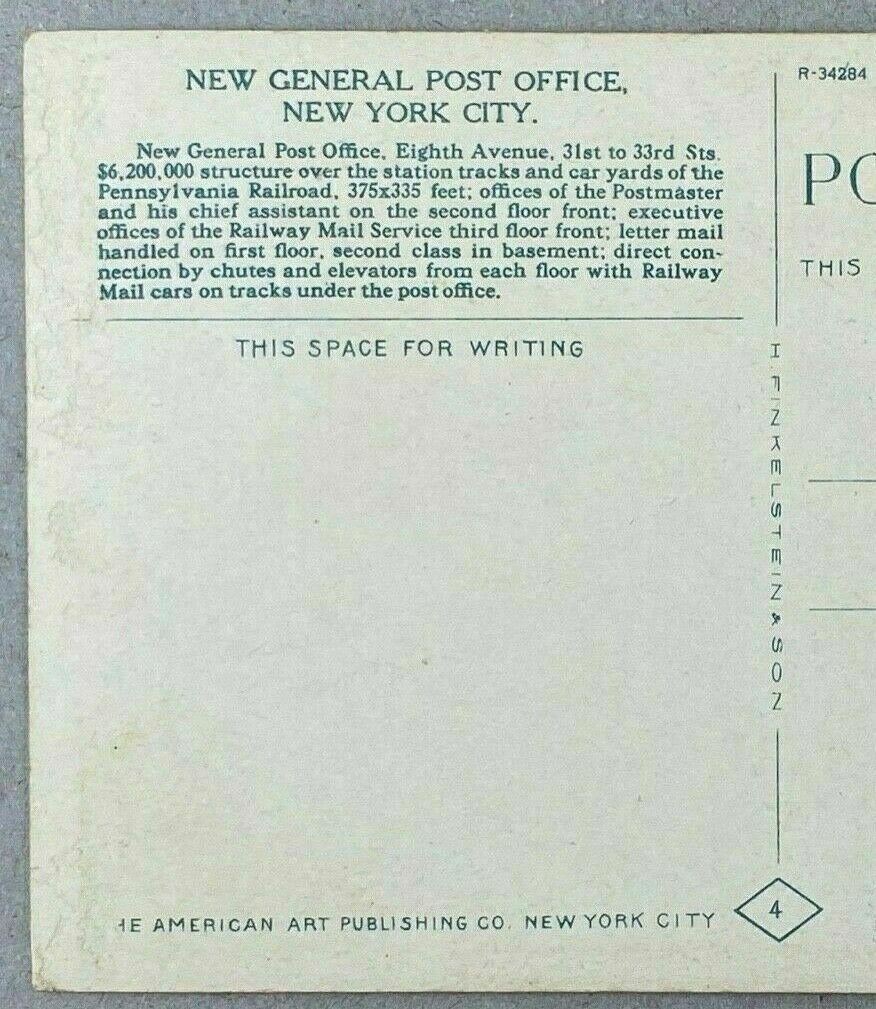 NEW GENERAL POST OFFICE,
NEW YORK CITY.
New General Post Office, Eighth Avenue, 31st to 33rd Sts.
$6,200,000 structure over the station tracks and car yards of the
Pennsylvania Railroad, 375x335 feet; offices of the Postmaster
and his chief assistant on the second floor front; executive
offices of the Railway Mail Service third floor front; letter mail
handled on first floor, second class in basement; direct con-
nection by chutes and elevators from each floor with Railway
Mail cars on tracks under the post office.
THIS SPACE FOR WRITING
HE AMERICAN ART PUBLISHING CO. NEW YORK CITY
I. FINKELSTEIN & SON
4
R-34284
PO
THIS